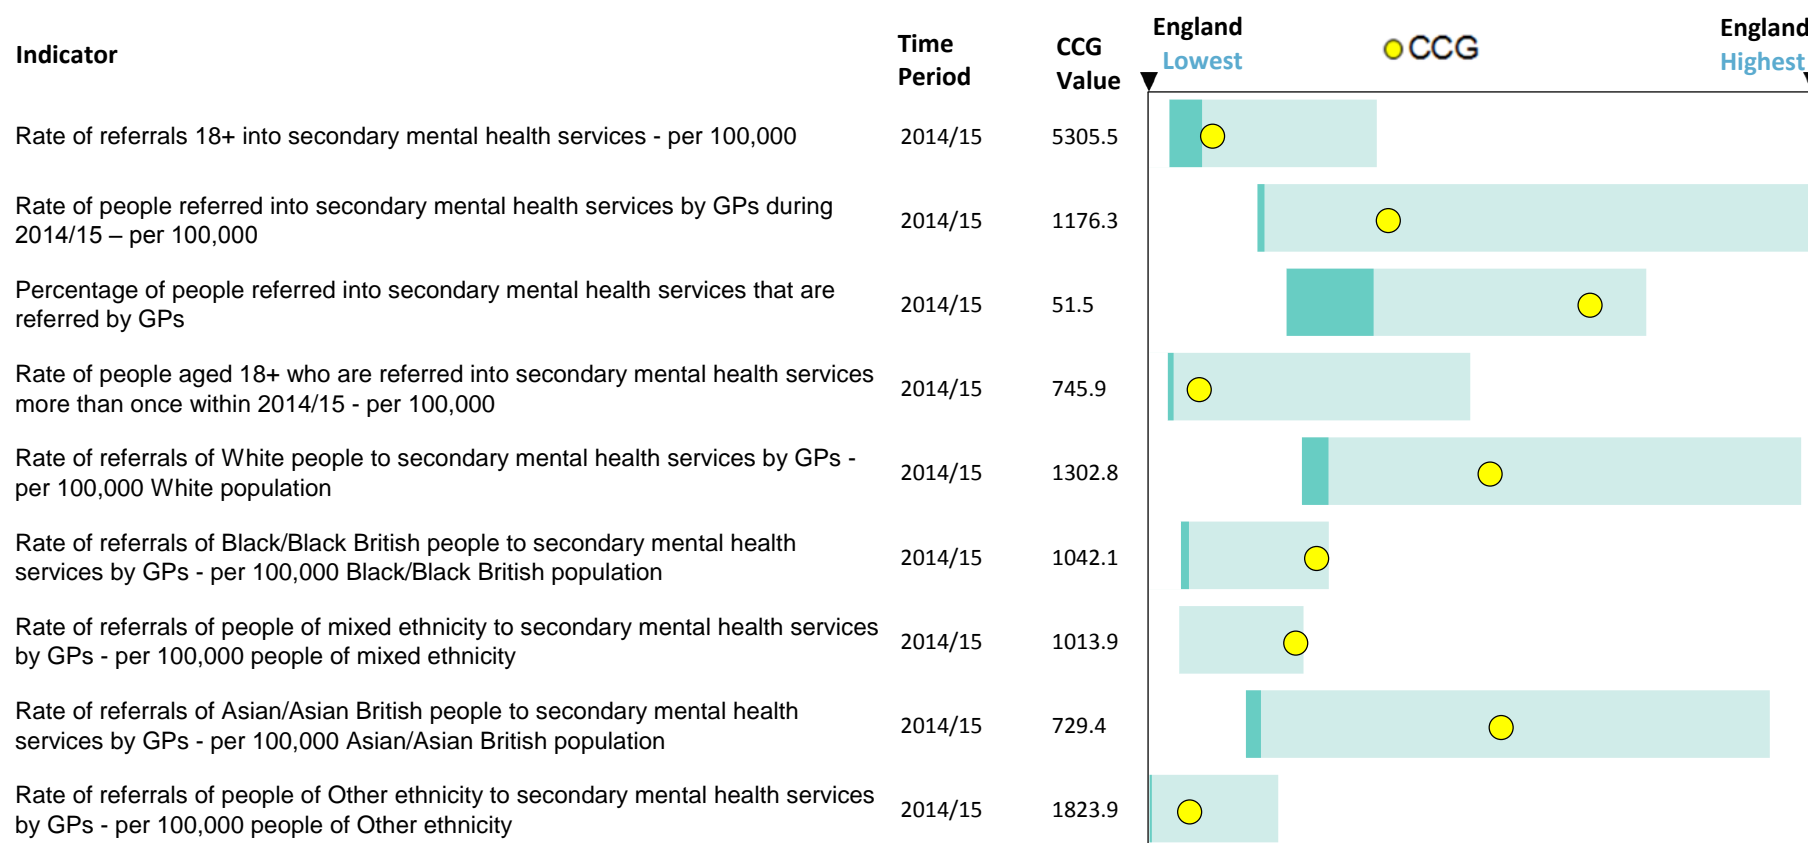 Indicator
Time
Period
CCG
Value
England
Lowest
CCG
England
Highest
Rate of referrals 18+ into secondary mental health services - per 100,000
2014/15
5305.5
Rate of people referred into secondary mental health services by GPs during
2014/15 – per 100,000
2014/15
1176.3
Percentage of people referred into secondary mental health services that are
referred by GPs
2014/15
51.5
Rate of people aged 18+ who are referred into secondary mental health services
more than once within 2014/15 - per 100,000
2014/15
745.9
Rate of referrals of White people to secondary mental health services by GPs -
per 100,000 White population
2014/15
1302.8
Rate of referrals of Black/Black British people to secondary mental health
services by GPs - per 100,000 Black/Black British population
2014/15
1042.1
Rate of referrals of people of mixed ethnicity to secondary mental health services
by GPs - per 100,000 people of mixed ethnicity
2014/15
1013.9
Rate of referrals of Asian/Asian British people to secondary mental health
services by GPs - per 100,000 Asian/Asian British population
2014/15
729.4
Rate of referrals of people of Other ethnicity to secondary mental health services
by GPs - per 100,000 people of Other ethnicity
2014/15
1823.9